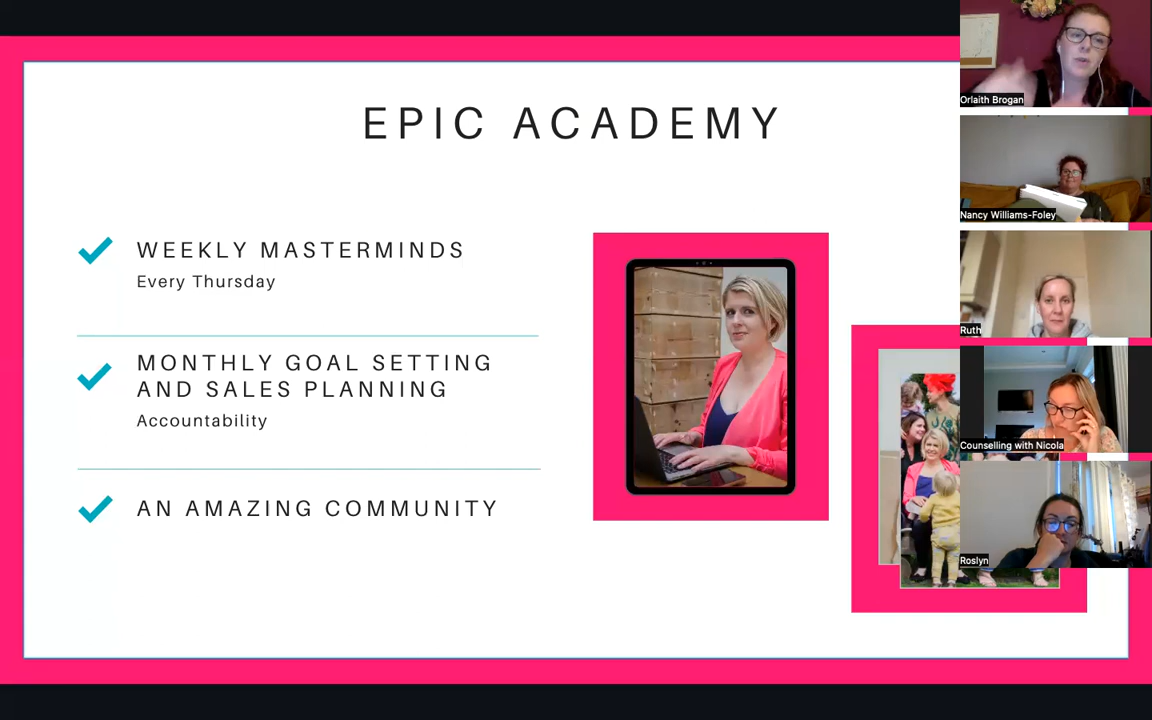 EPIC ACADEMY
WEEKLY MASTERMINDS
Every Thursday
MONTHLY GOAL SETTING
AND SALES PLANNING
Accountability
AN AMAZING COMMUNITY
Orlaith Brogan
Nancy Williams-Foley
Ruth
Counselling with Nicola
Roslyn